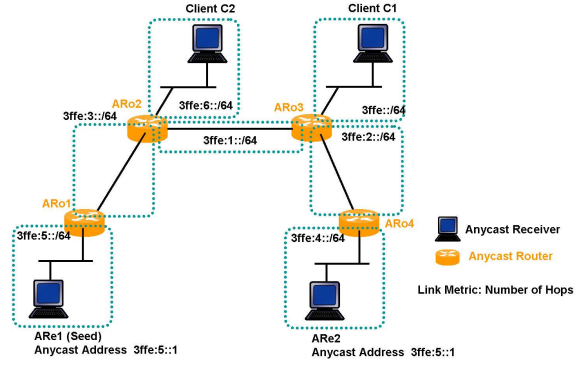 Client C2
Client C1
ARo2
3ffe:6::/64
ARo3
3ffe::/64
3ffe:3::/64
3ffe:1::/64
3ffe:2::/64
ARo1
3ffe:5::/64
3ffe:4::/64
ARo4
Anycast Receiver
Anycast Router
Link Metric: Number of Hops
ARe1 (Seed)
Anycast Address 3ffe:5::1
ARe2
Anycast Address 3ffe:5::1